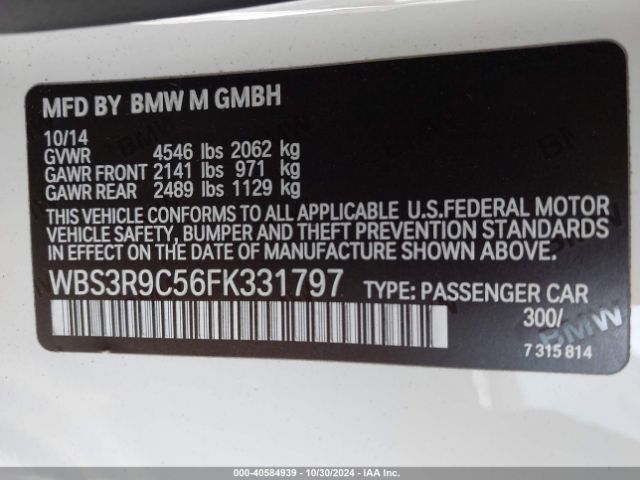 MFD BY BMW M GMBH
10/14
GVWR 4546 lbs 2062 kg
GAWR FRONT 2141 lbs 971 kg
GAWR REAR 2489 lbs 1129 kg
THIS VEHICLE CONFORMS TO ALL APPLICABLE U.S.FEDERAL MOTOR
VEHICLE SAFETY, BUMPER AND THEFT PREVENTION STANDARDS
IN EFFECT ON THE DATE OF MANUFACTURE SHOWN ABOVE.
WBS3R9C56FK331797 TYPE: PASSENGER CAR
300/
BMW
7 315 814
000-40584939 • 10/30/2024 • IAA Inc.